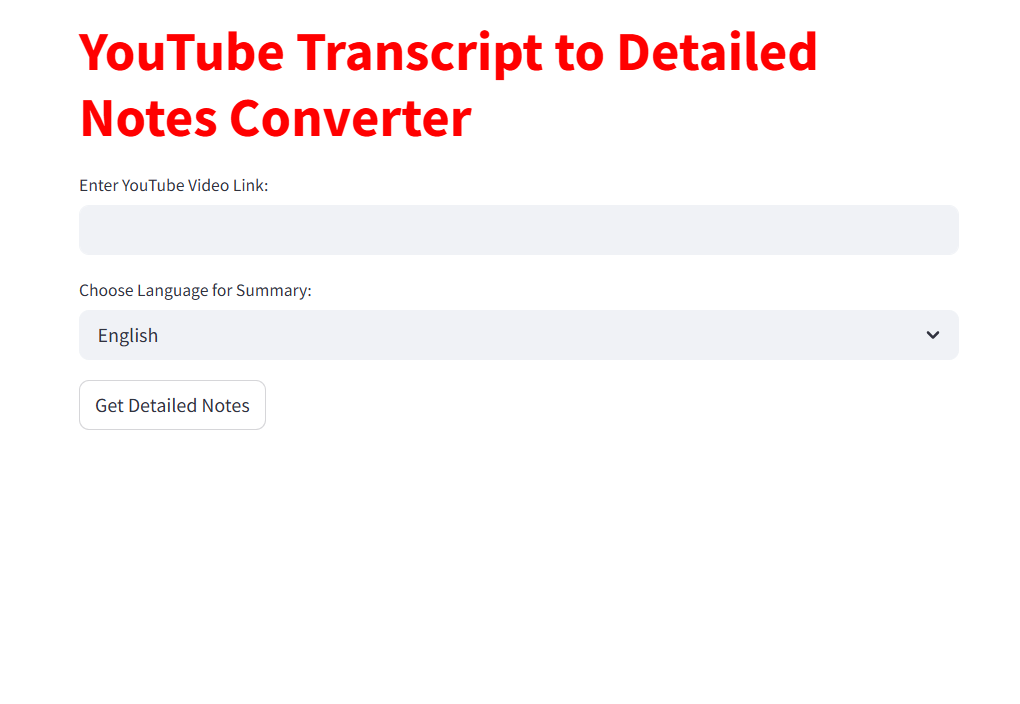 YouTube Transcript to Detailed
Notes Converter
Enter YouTube Video Link:
Choose Language for Summary:
English
Get Detailed Notes